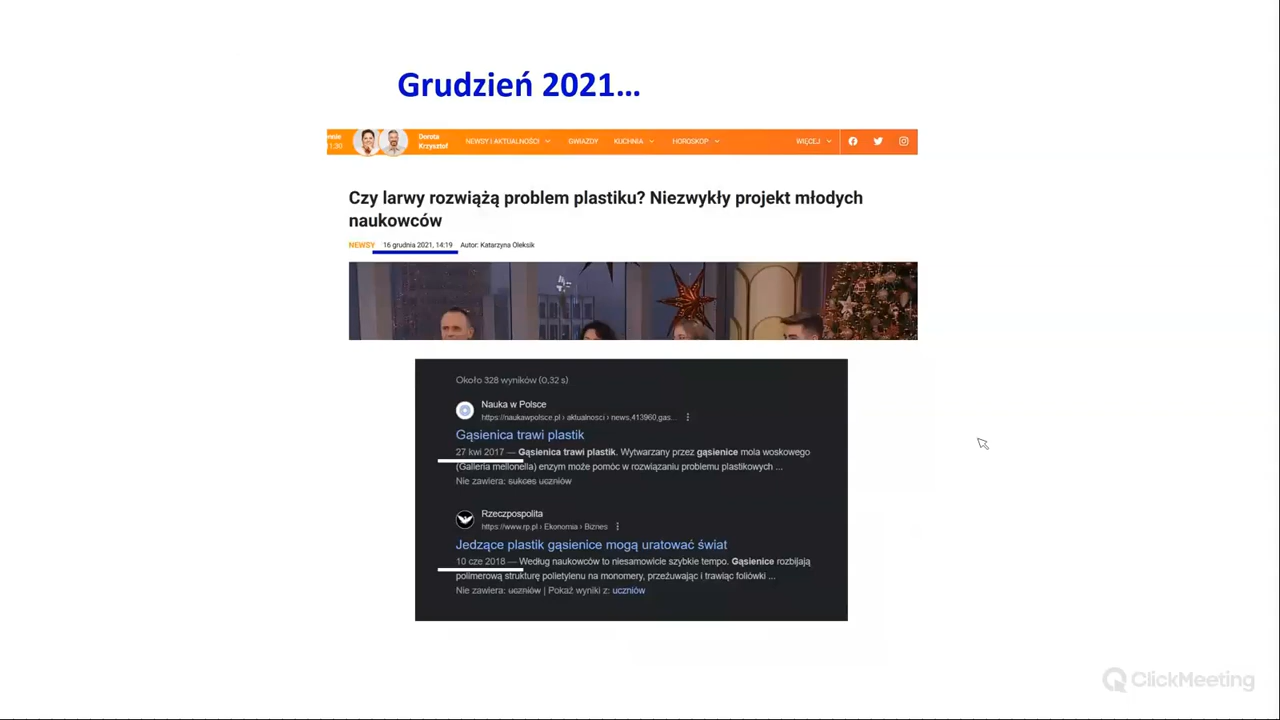 Grudzień 2021...
nnie
11:30
Dorota
Krzysztof
NEWSY I AKTUALNOŚCI
GWIAZDY
KUCHNIA
HOROSKOP
WIĘCEJ
Czy larwy rozwiążą problem plastiku? Niezwykły projekt młodych
naukowców
NEWSY 16 grudnia 2021, 14:19 Autor: Katarzyna Oleksik
Około 328 wyników (0,32 s)
Nauka w Polsce
https://naukawpolsce.pl › aktualnosci › news,413960,gas...
Gąsienica trawi plastik
27 kwi 2017 — Gąsienica trawi plastik. Wytwarzany przez gąsienice mola woskowego
(Galleria mellonella) enzym może pomóc w rozwiązaniu problemu plastikowych ...
Nie zawiera: sukces uczniów
Rzeczpospolita
https://www.rp.pl › Ekonomia › Biznes
Jedzące plastik gąsienice mogą uratować świat
10 cze 2018 — Według naukowców to niesamowicie szybkie tempo. Gąsienice rozbijają
polimerową strukturę polietylenu na monomery, przeżuwając i trawiąc foliówki ...
Nie zawiera: uczniów | Pokaż wyniki z: uczniów
ClickMeeting